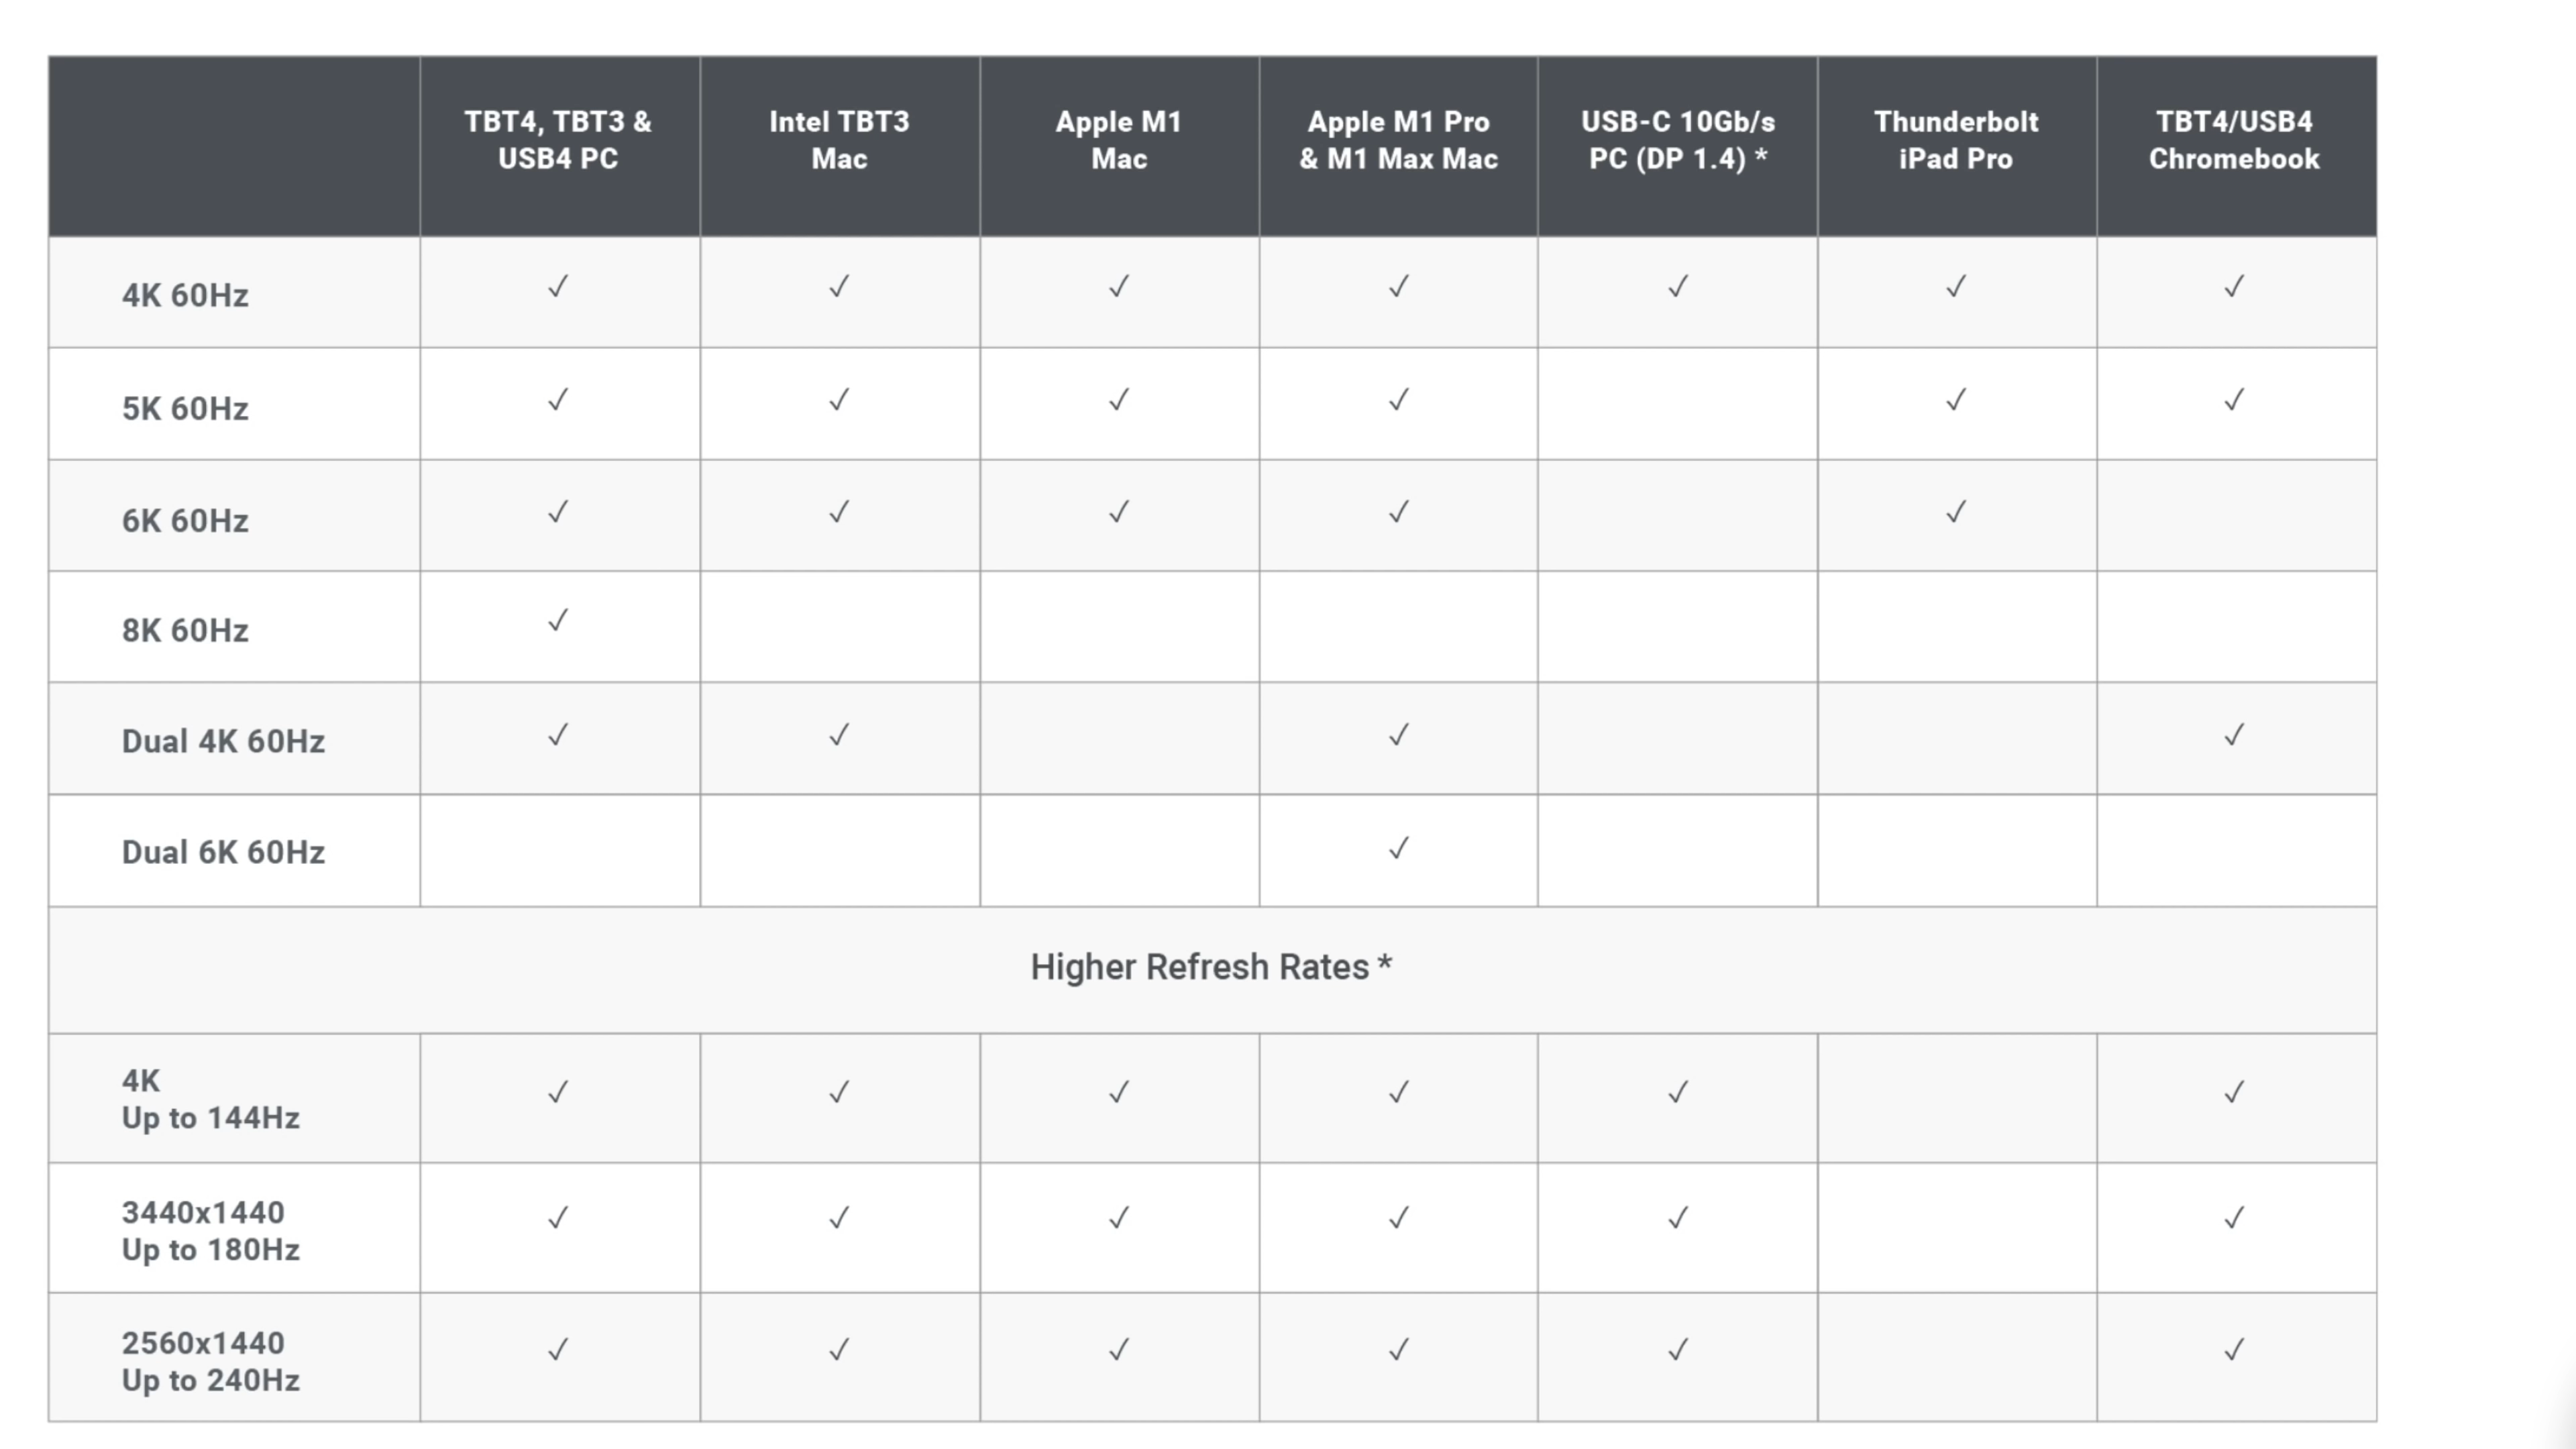 TBT4, TBT3 &
USB4 PC
Intel TBT3
Mac
Apple M1
Mac
Apple M1 Pro
& M1 Max Mac
USB-C 10Gb/s
PC (DP 1.4) *
Thunderbolt
iPad Pro
TBT4/USB4
Chromebook
4K 60Hz ✓ ✓ ✓ ✓ ✓ ✓ ✓
5K 60Hz ✓ ✓ ✓ ✓ ✓ ✓
6K 60Hz ✓ ✓ ✓ ✓ ✓
8K 60Hz ✓
Dual 4K 60Hz ✓ ✓ ✓ ✓
Dual 6K 60Hz ✓
Higher Refresh Rates *
4K
Up to 144Hz ✓ ✓ ✓ ✓ ✓ ✓
3440x1440
Up to 180Hz ✓ ✓ ✓ ✓ ✓ ✓
2560x1440
Up to 240Hz ✓ ✓ ✓ ✓ ✓ ✓